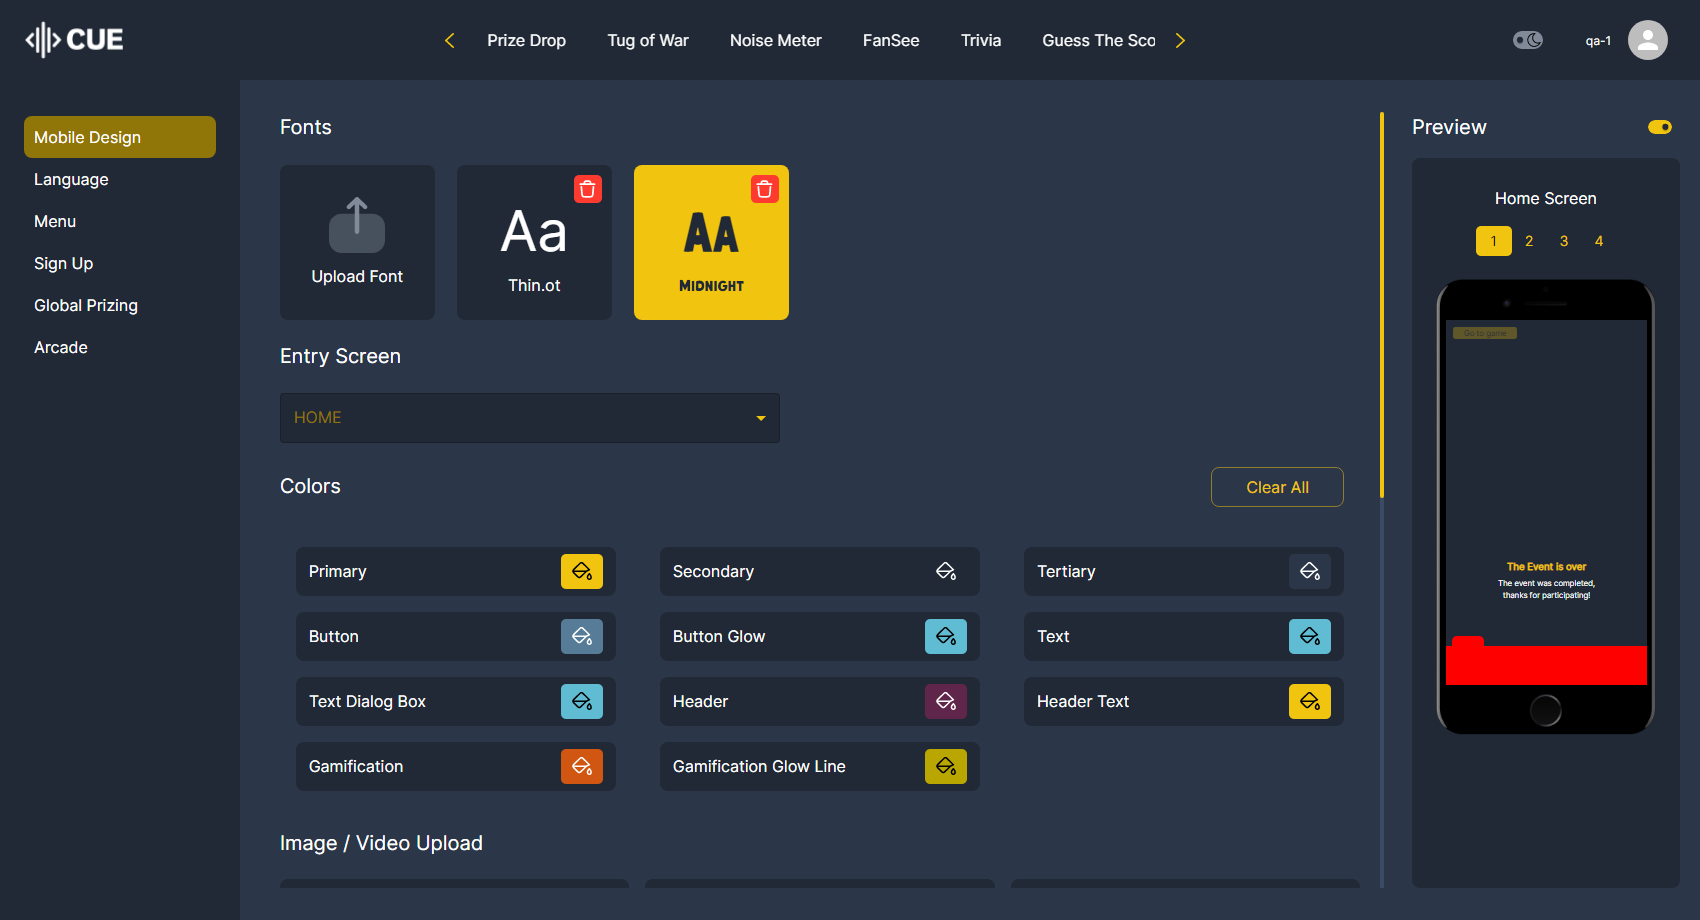 CUE
Prize Drop
Tug of War
Noise Meter
FanSee
Trivia
Guess The Sco
qa-1
Mobile Design
Language
Menu
Sign Up
Global Prizing
Arcade
Fonts
Upload Font
Aa
Thin.ot
Aa
Midnight
Entry Screen
HOME
Colors
Clear All
Primary
Secondary
Tertiary
Button
Button Glow
Text
Text Dialog Box
Header
Header Text
Gamification
Gamification Glow Line
Image / Video Upload
Preview
Home Screen
1 2 3 4
Go to game
The Event is over
The event was completed,
thanks for participating!